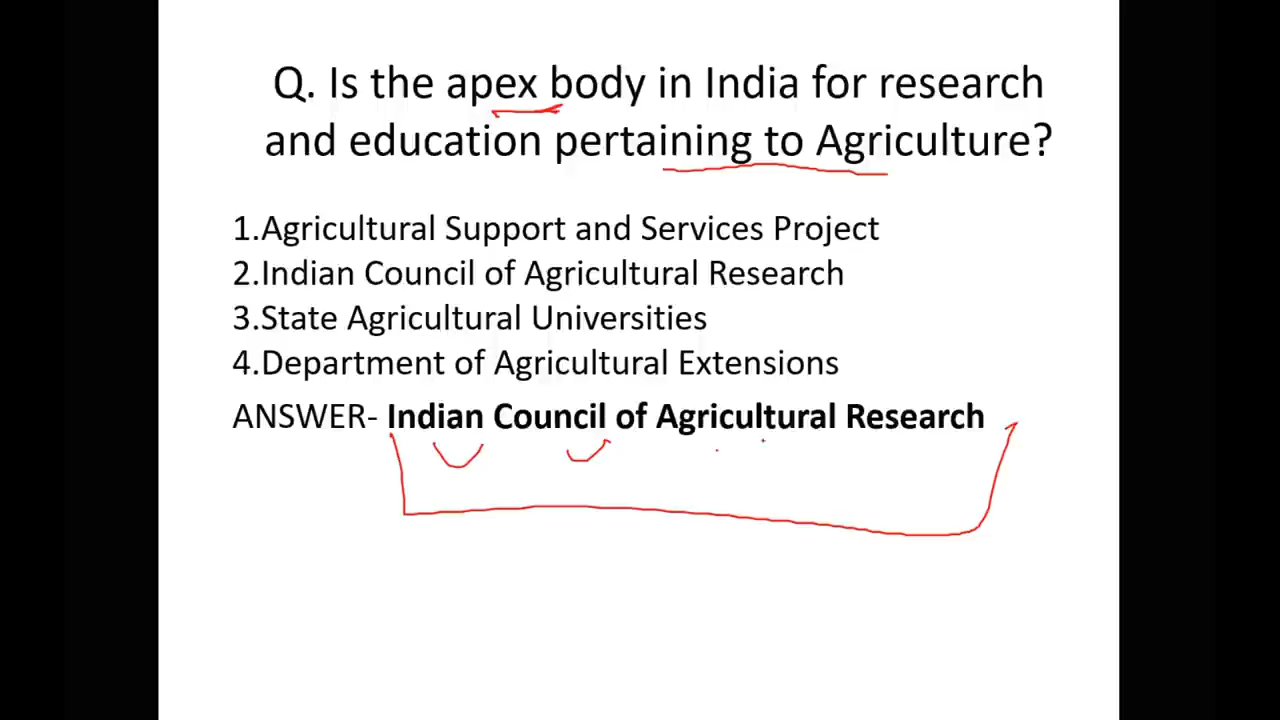 Q. Is the apex body in India for research
and education pertaining to Agriculture?
1.Agricultural Support and Services Project
2.Indian Council of Agricultural Research
3.State Agricultural Universities
4.Department of Agricultural Extensions
ANSWER- Indian Council of Agricultural Research